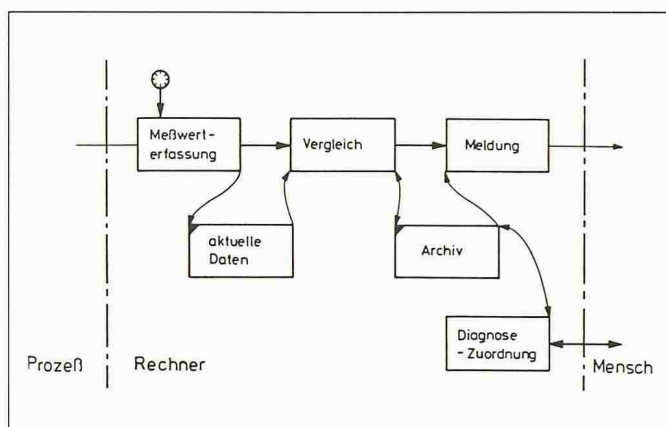 Meßwert-
erfassung
Vergleich
Meldung
aktuelle
Daten
Archiv
Diagnose
-Zuordnung
Prozeß
Rechner
Mensch